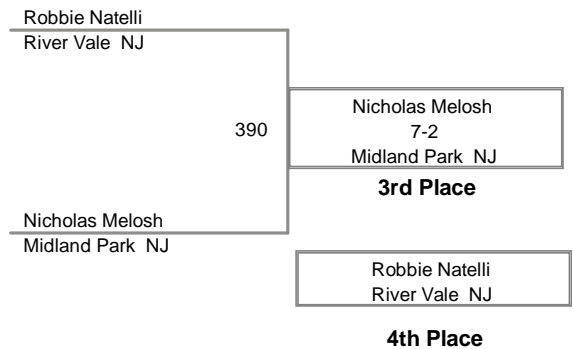 Robbie Natelli
River Vale  NJ
390
Nicholas Melosh
7-2
Midland Park  NJ
3rd Place
Nicholas Melosh
Midland Park  NJ
Robbie Natelli
River Vale  NJ
4th Place